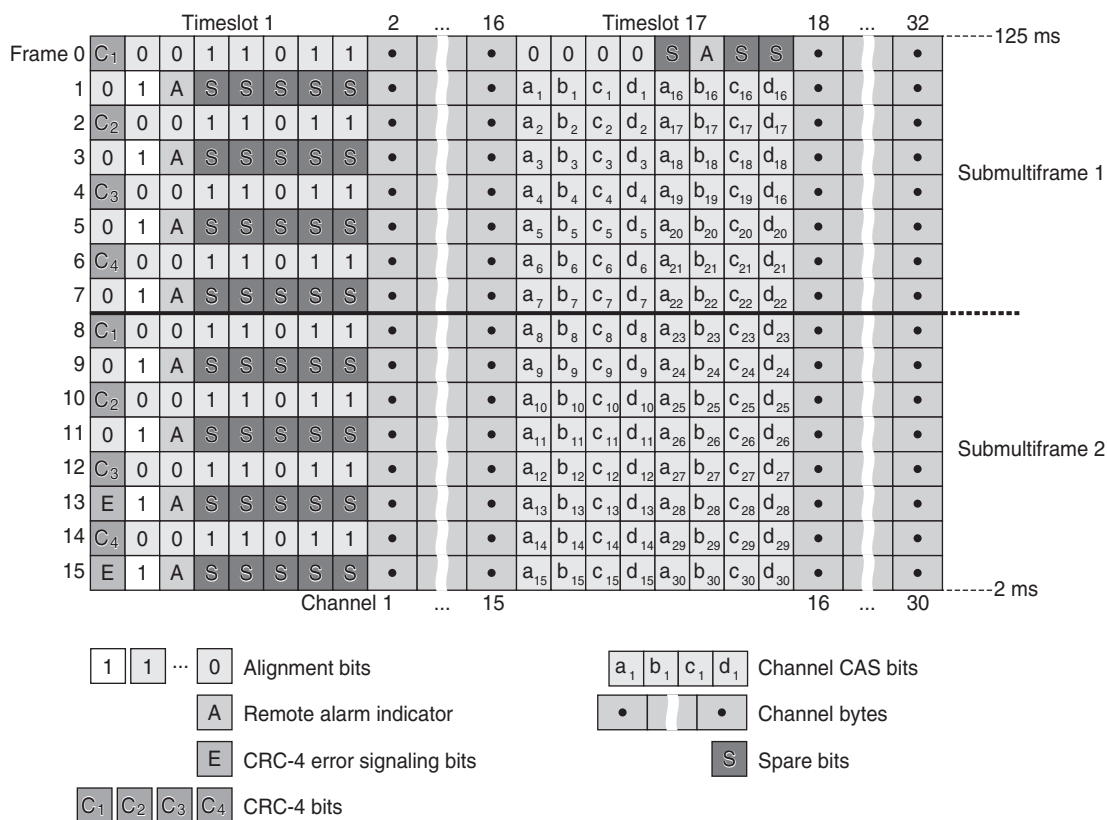 Timeslot 1 2 ... 16 Timeslot 17 18 ... 32
Frame 0 C1 0 0 1 1 0 1 1 • • 0 0 0 0 S A S S • • 125 ms
1 0 1 A S S S S S • • a1 b1 c1 d1 a16 b16 c16 d16 • •
2 C2 0 0 1 1 0 1 1 • • a2 b2 c2 d2 a17 b17 c17 d17 • •
3 0 1 A S S S S S • • a3 b3 c3 d3 a18 b18 c18 d18 • •
Submultiframe 1
4 C3 0 0 1 1 0 1 1 • • a4 b4 c4 d4 a19 b19 c19 d16 • •
5 0 1 A S S S S S • • a5 b5 c5 d5 a20 b20 c20 d20 • •
6 C4 0 0 1 1 0 1 1 • • a6 b6 c6 d6 a21 b21 c21 d21 • •
7 0 1 A S S S S S • • a7 b7 c7 d7 a22 b22 c22 d22 • •
8 C1 0 0 1 1 0 1 1 • • a8 b8 c8 d8 a23 b23 c23 d23 • •
9 0 1 A S S S S S • • a9 b9 c9 d9 a24 b24 c24 d24 • •
10 C2 0 0 1 1 0 1 1 • • a10 b10 c10 d10 a25 b25 c25 d25 • •
11 0 1 A S S S S S • • a11 b11 c11 d11 a26 b26 c26 d26 • •
Submultiframe 2
12 C3 0 0 1 1 0 1 1 • • a12 b12 c12 d12 a27 b27 c27 d27 • •
13 E 1 A S S S S S • • a13 b13 c13 d13 a28 b28 c28 d28 • •
14 C4 0 0 1 1 0 1 1 • • a14 b14 c14 d14 a29 b29 c29 d29 • •
15 E 1 A S S S S S • • a15 b15 c15 d15 a30 b30 c30 d30 • • 2 ms
Channel 1 ... 15 16 ... 30
1 1 ... 0 Alignment bits
a1 b1 c1 d1 Channel CAS bits
A Remote alarm indicator
• • Channel bytes
E CRC-4 error signaling bits
S Spare bits
C1 C2 C3 C4 CRC-4 bits